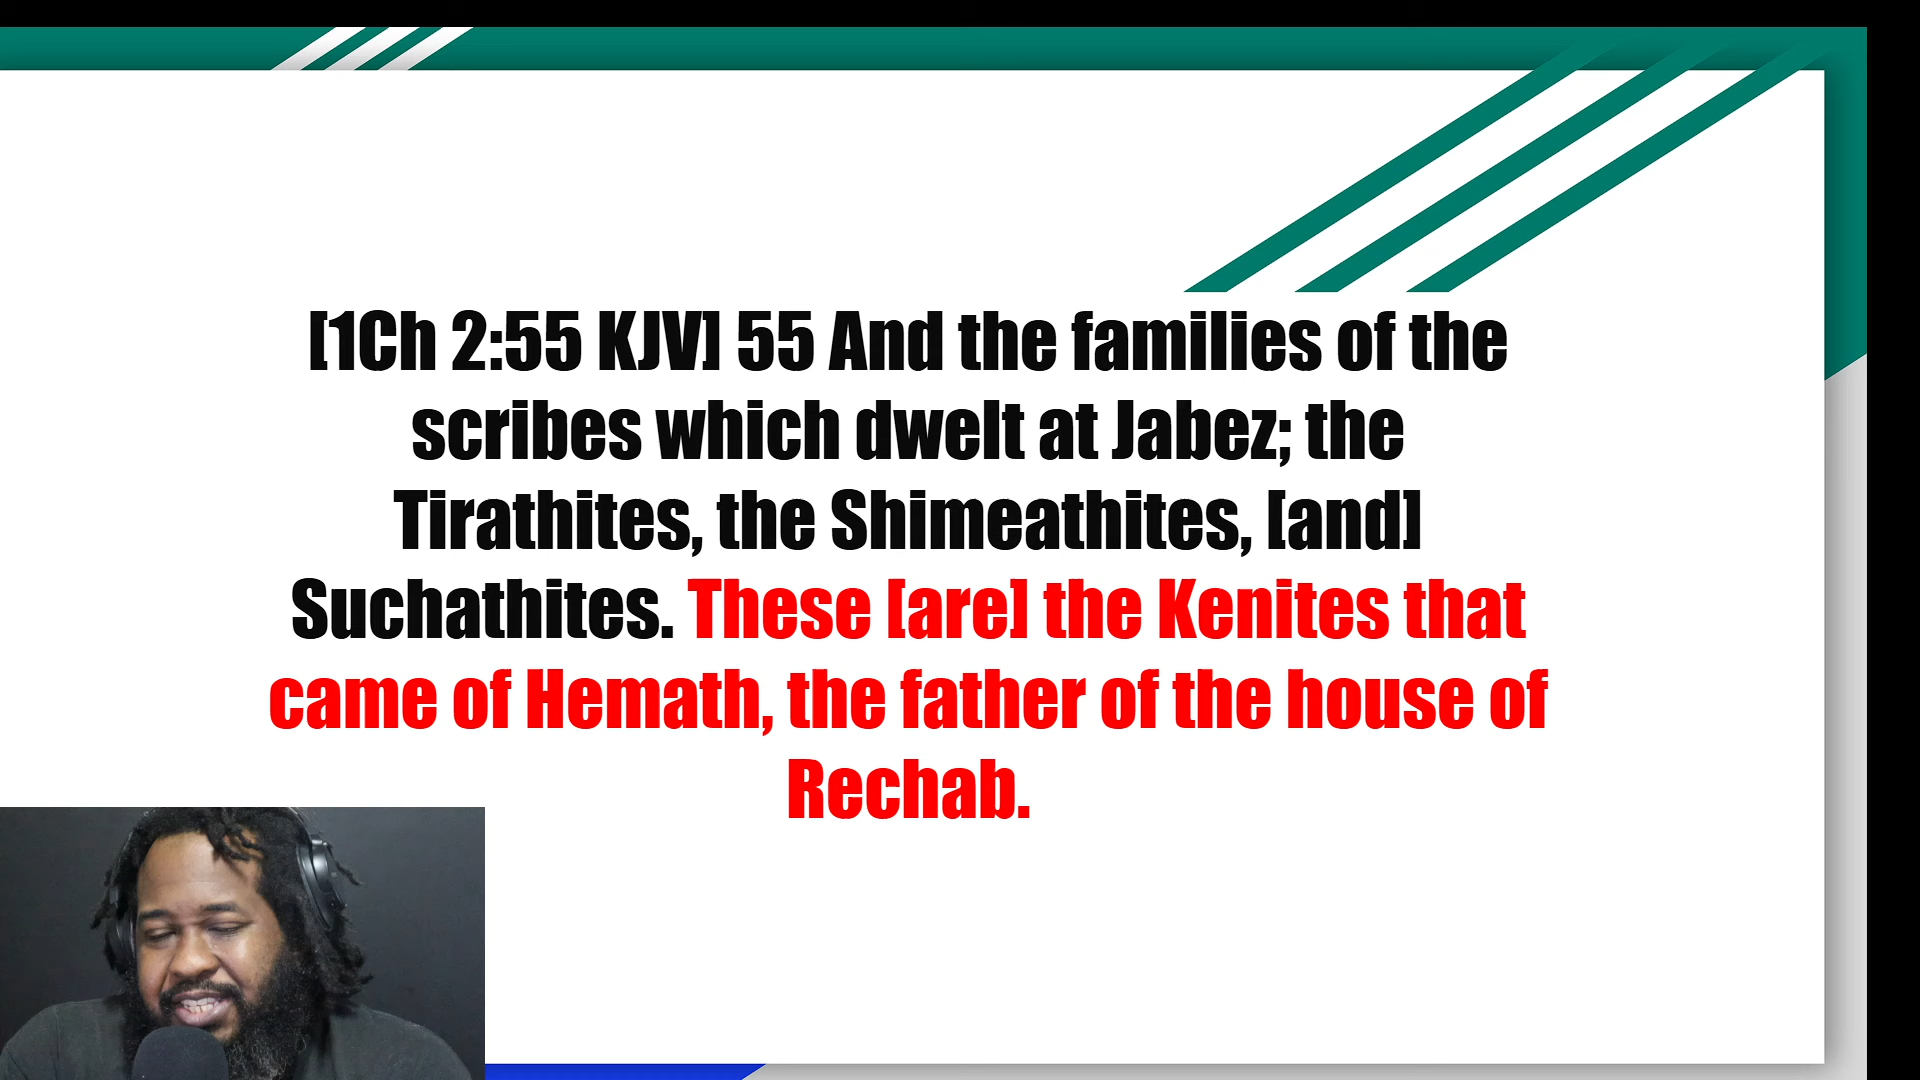 [1Ch 2:55 KJV] 55 And the families of the
scribes which dwelt at Jabez; the
Tirathites, the Shimeathites, [and]
Suchathites. These [are] the Kenites that
came of Hemath, the father of the house of
Rechab.